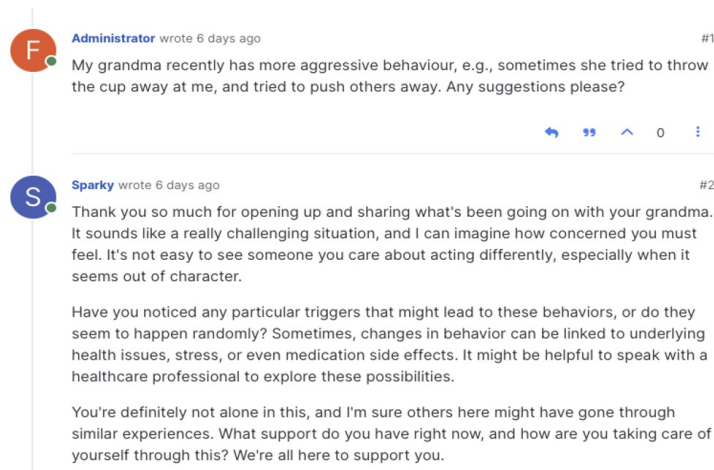 F
Administrator wrote 6 days ago #1
My grandma recently has more aggressive behaviour, e.g., sometimes she tried to throw
the cup away at me, and tried to push others away. Any suggestions please?
0
S
Sparky wrote 6 days ago #2
Thank you so much for opening up and sharing what's been going on with your grandma.
It sounds like a really challenging situation, and I can imagine how concerned you must
feel. It's not easy to see someone you care about acting differently, especially when it
seems out of character.
Have you noticed any particular triggers that might lead to these behaviors, or do they
seem to happen randomly? Sometimes, changes in behavior can be linked to underlying
health issues, stress, or even medication side effects. It might be helpful to speak with a
healthcare professional to explore these possibilities.
You're definitely not alone in this, and I'm sure others here might have gone through
similar experiences. What support do you have right now, and how are you taking care of
yourself through this? We're all here to support you.